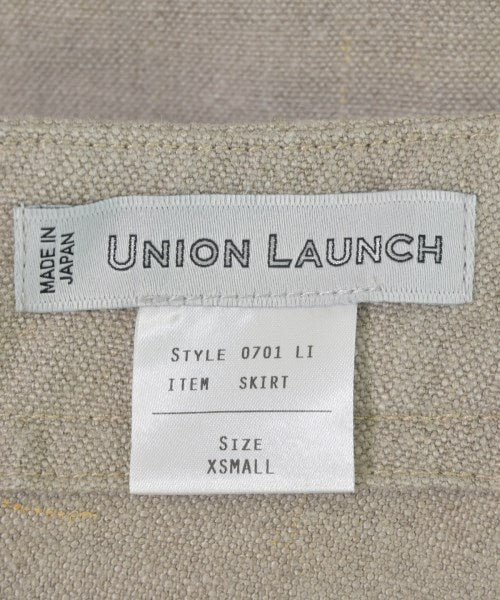 MADE IN
JAPAN
UNION LAUNCH
STYLE 0701 LI
ITEM SKIRT
SIZE
XSMALL